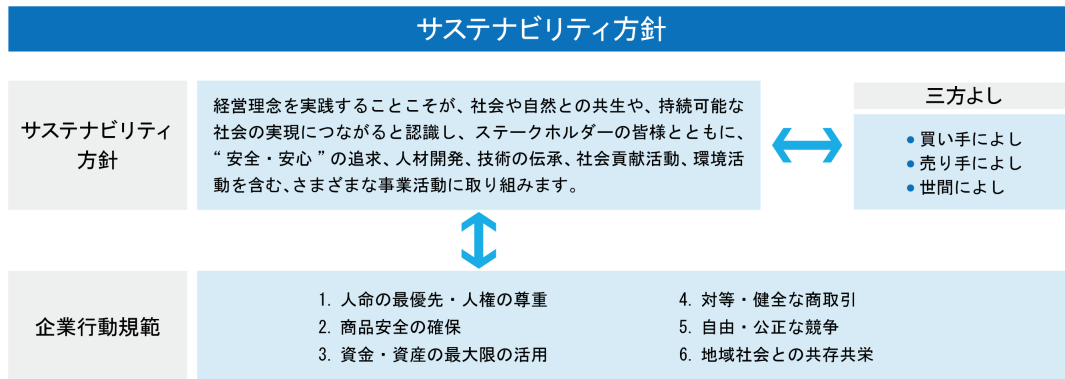 サステナビリティ方針
サステナビリティ
方針
経営理念を実践することこそが、社会や自然との共生や、持続可能な
社会の実現につながると認識し、ステークホルダーの皆様とともに、
“安全・安心”の追求、人材開発、技術の伝承、社会貢献活動、環境活
動を含む、さまざまな事業活動に取り組みます。
三方よし
● 買い手によし
● 売り手によし
● 世間によし
企業行動規範
1. 人命の最優先・人権の尊重
2. 商品安全の確保
3. 資金・資産の最大限の活用
4. 対等・健全な商取引
5. 自由・公正な競争
6. 地域社会との共存共栄